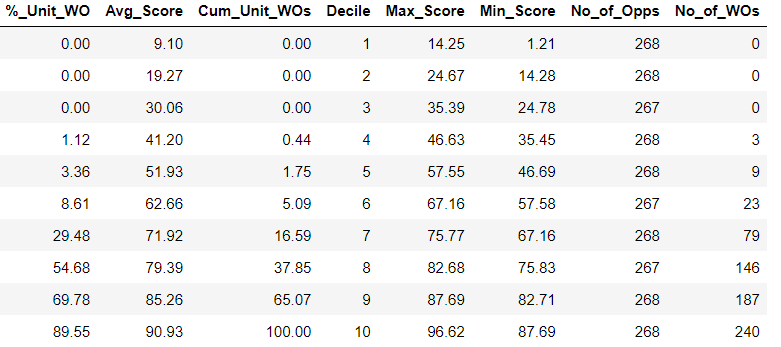 %_Unit_WO Avg_Score Cum_Unit_WOs Decile Max_Score Min_Score No_of_Opps No_of_WOs
0.00 9.10 0.00 1 14.25 1.21 268 0
0.00 19.27 0.00 2 24.67 14.28 268 0
0.00 30.06 0.00 3 35.39 24.78 267 0
1.12 41.20 0.44 4 46.63 35.45 268 3
3.36 51.93 1.75 5 57.55 46.69 268 9
8.61 62.66 5.09 6 67.16 57.58 267 23
29.48 71.92 16.59 7 75.77 67.16 268 79
54.68 79.39 37.85 8 82.68 75.83 267 146
69.78 85.26 65.07 9 87.69 82.71 268 187
89.55 90.93 100.00 10 96.62 87.69 268 240